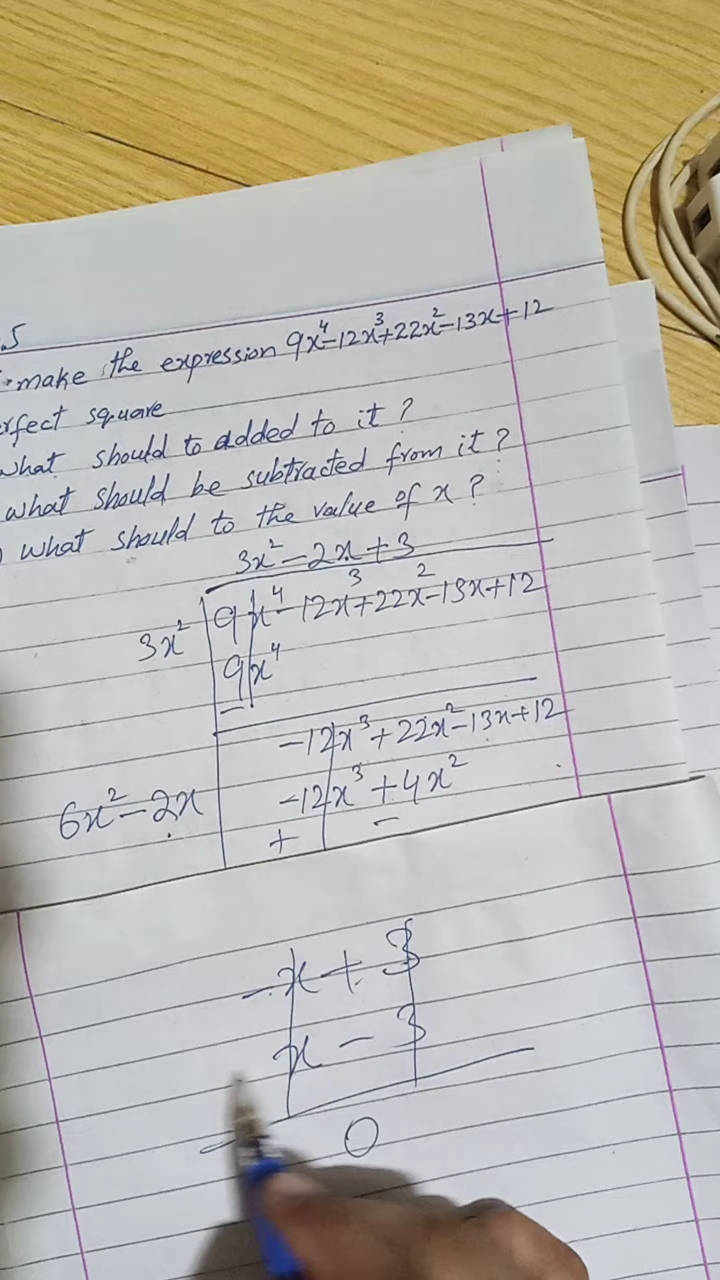 .5
make the expression 9x⁴-12x³+22x²-13x+12
rfect square
what should to added to it ?
what should be subtracted from it ?
) what should to the value of x ?
3x² - 2x + 3
3x² 9x⁴-12x³+22x²-13x+12
9x⁴
-
-12x³+22x²-13x+12
6x²-2x -12x³+4x²
+ -
-x + 3
x - 3
- 0